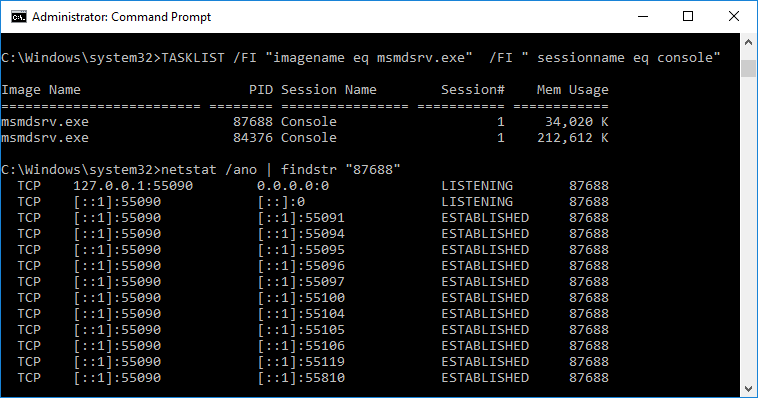 Administrator: Command Prompt
C:\Windows\system32>TASKLIST /FI "imagename eq msmdsrv.exe"  /FI " sessionname eq console"
Image Name                     PID Session Name        Session#    Mem Usage
========================= ======== ================ =========== ============
msmdsrv.exe                  87688 Console                    1     34,020 K
msmdsrv.exe                  84376 Console                    1    212,612 K
C:\Windows\system32>netstat /ano | findstr "87688"
  TCP    127.0.0.1:55090        0.0.0.0:0              LISTENING       87688
  TCP    [::1]:55090            [::]:0                 LISTENING       87688
  TCP    [::1]:55090            [::1]:55091            ESTABLISHED     87688
  TCP    [::1]:55090            [::1]:55094            ESTABLISHED     87688
  TCP    [::1]:55090            [::1]:55095            ESTABLISHED     87688
  TCP    [::1]:55090            [::1]:55096            ESTABLISHED     87688
  TCP    [::1]:55090            [::1]:55097            ESTABLISHED     87688
  TCP    [::1]:55090            [::1]:55100            ESTABLISHED     87688
  TCP    [::1]:55090            [::1]:55104            ESTABLISHED     87688
  TCP    [::1]:55090            [::1]:55105            ESTABLISHED     87688
  TCP    [::1]:55090            [::1]:55106            ESTABLISHED     87688
  TCP    [::1]:55090            [::1]:55119            ESTABLISHED     87688
  TCP    [::1]:55090            [::1]:55810            ESTABLISHED     87688